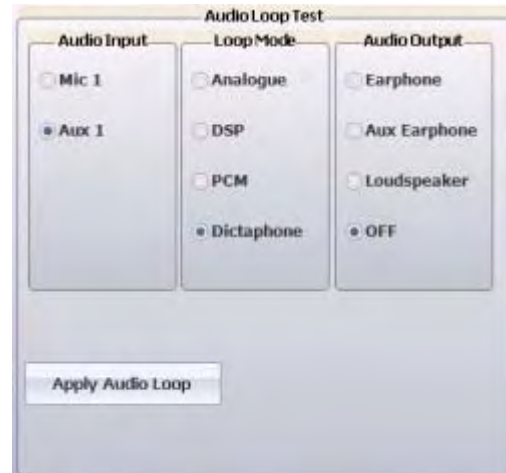 Audio Loop Test
Audio Input
Mic 1
Aux 1
Loop Mode
Analogue
DSP
PCM
Dictaphone
Audio Output
Earphone
Aux Earphone
Loudspeaker
OFF
Apply Audio Loop